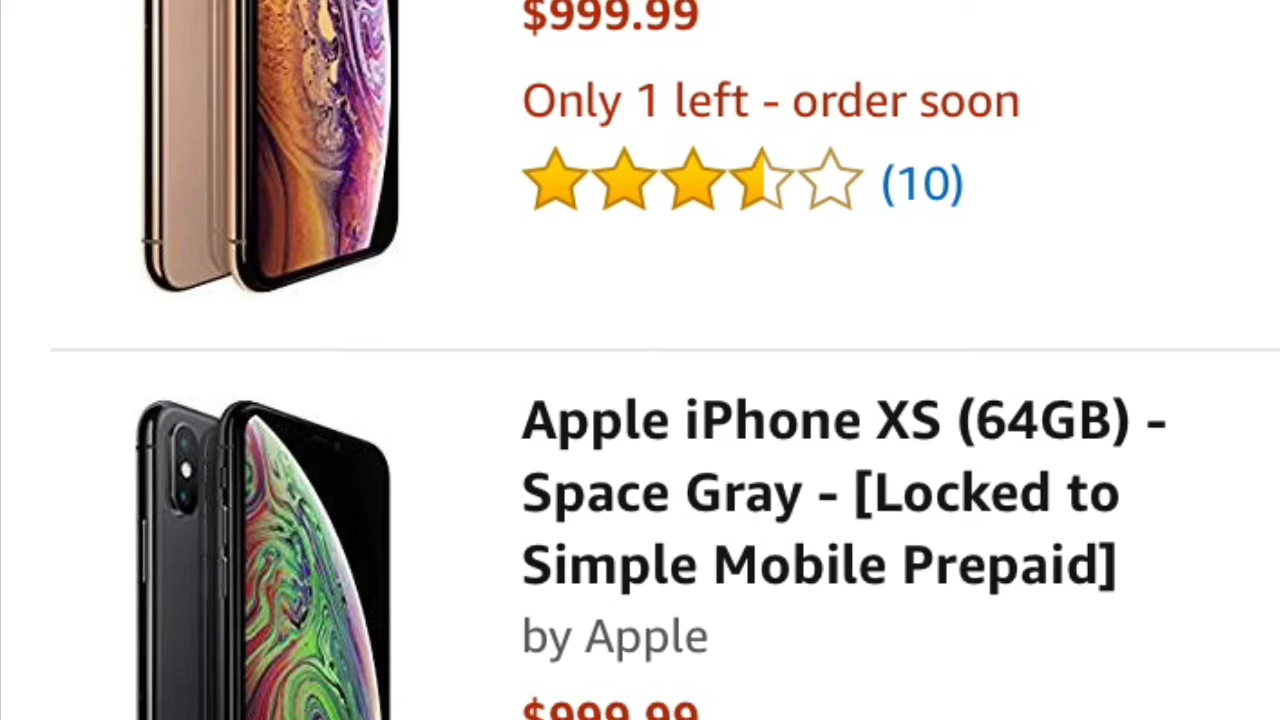 $999.99
Only 1 left - order soon
(10)
Apple iPhone XS (64GB) -
Space Gray - [Locked to
Simple Mobile Prepaid]
by Apple
$999.99